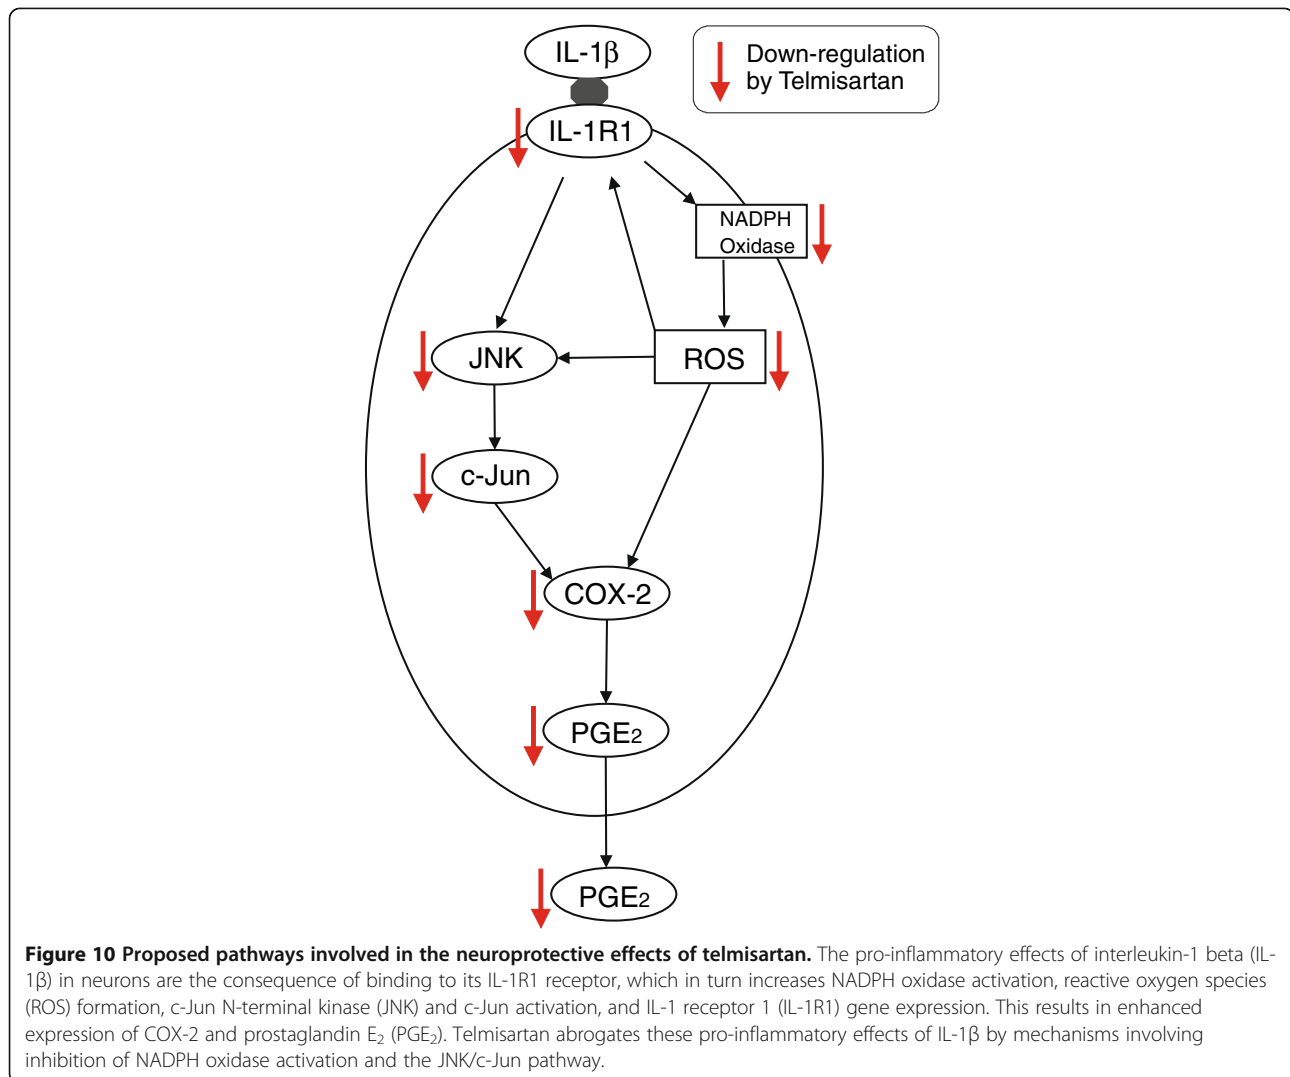 IL-1β
Down-regulation
by Telmisartan
IL-1R1
NADPH
Oxidase
JNK
ROS
c-Jun
COX-2
PGE2
PGE2
Figure 10 Proposed pathways involved in the neuroprotective effects of telmisartan. The pro-inflammatory effects of interleukin-1 beta (IL-
1β) in neurons are the consequence of binding to its IL-1R1 receptor, which in turn increases NADPH oxidase activation, reactive oxygen species
(ROS) formation, c-Jun N-terminal kinase (JNK) and c-Jun activation, and IL-1 receptor 1 (IL-1R1) gene expression. This results in enhanced
expression of COX-2 and prostaglandin E2 (PGE2). Telmisartan abrogates these pro-inflammatory effects of IL-1β by mechanisms involving
inhibition of NADPH oxidase activation and the JNK/c-Jun pathway.